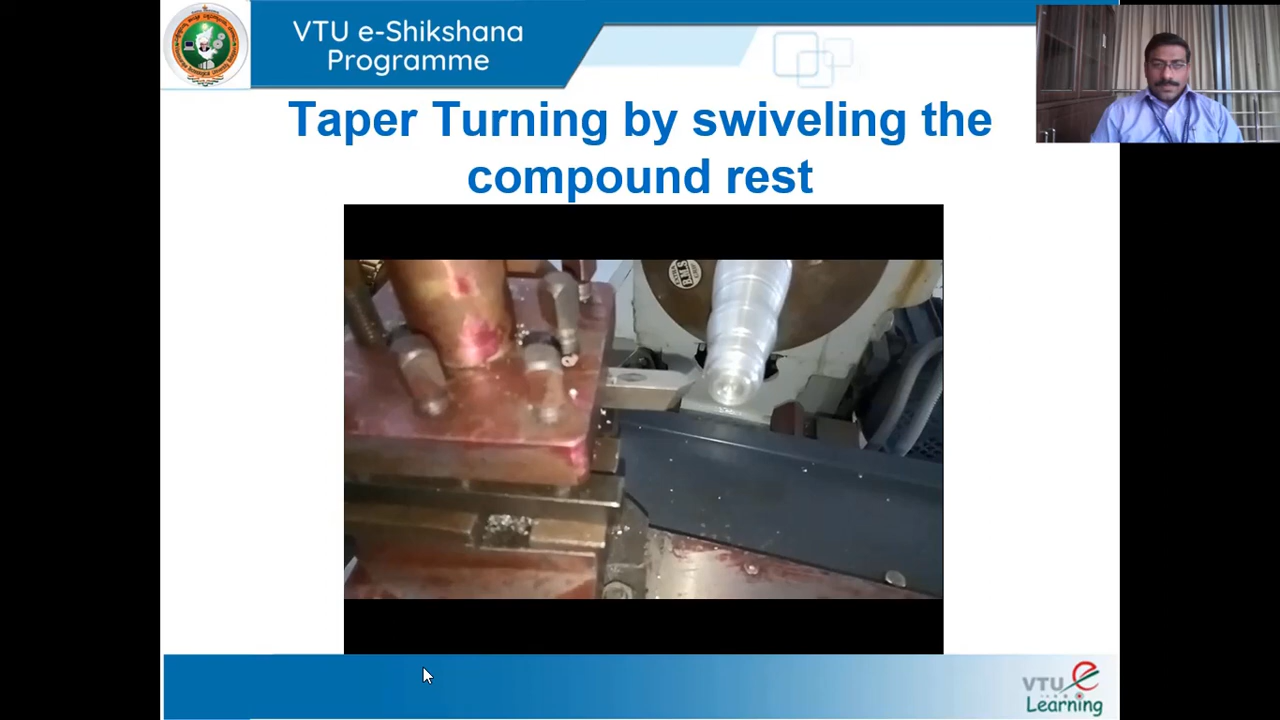 VTU e-Shikshana
Programme
Taper Turning by swiveling the
compound rest
VTU e
Learning